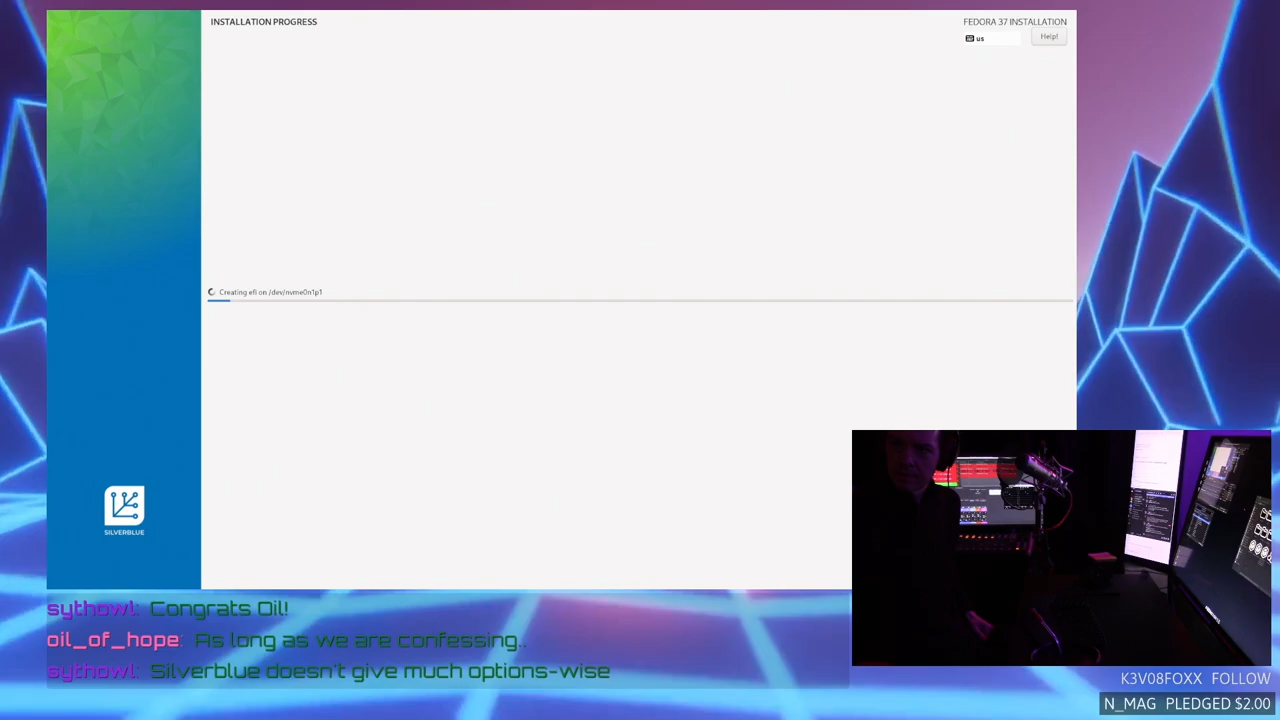 INSTALLATION PROGRESS
FEDORA 37 INSTALLATION
us
Help!
Creating efi on /dev/nvme0n1p1
SILVERBLUE
sythowl: Congrats Oil!
oil_of_hope: As long as we are confessing..
sythowl: Silverblue doesn't give much options-wise
K3V08FOXX FOLLOW
N_MAG PLEDGED $2.00